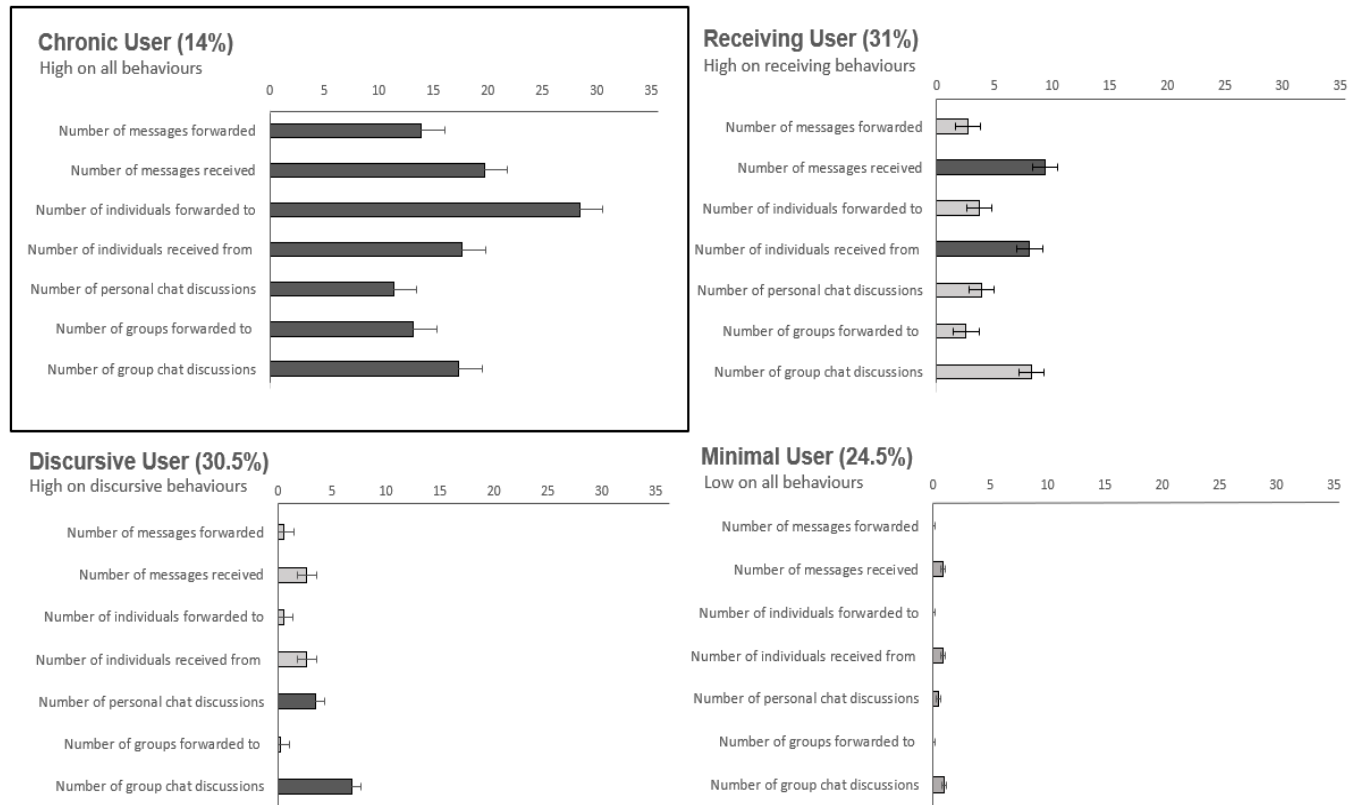 Chronic User (14%)
High on all behaviours
0 5 10 15 20 25 30 35
Number of messages forwarded
Number of messages received
Number of individuals forwarded to
Number of individuals received from
Number of personal chat discussions
Number of groups forwarded to
Number of group chat discussions
Receiving User (31%)
High on receiving behaviours
0 5 10 15 20 25 30 35
Number of messages forwarded
Number of messages received
Number of individuals forwarded to
Number of individuals received from
Number of personal chat discussions
Number of groups forwarded to
Number of group chat discussions
Discursive User (30.5%)
High on discursive behaviours
0 5 10 15 20 25 30 35
Number of messages forwarded
Number of messages received
Number of individuals forwarded to
Number of individuals received from
Number of personal chat discussions
Number of groups forwarded to
Number of group chat discussions
Minimal User (24.5%)
Low on all behaviours
0 5 10 15 20 25 30 35
Number of messages forwarded
Number of messages received
Number of individuals forwarded to
Number of individuals received from
Number of personal chat discussions
Number of groups forwarded to
Number of group chat discussions